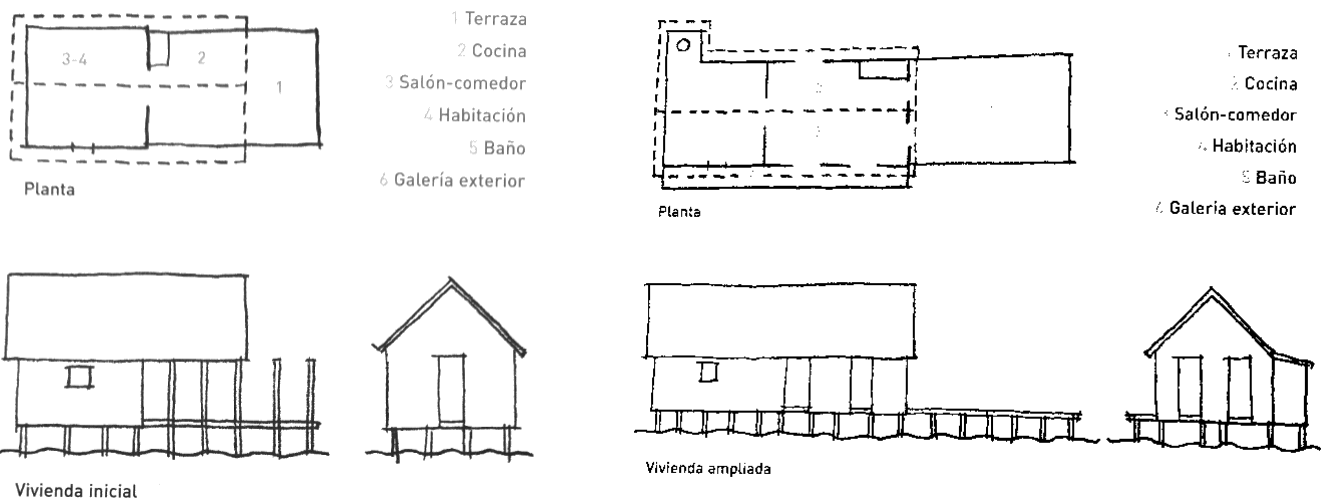 3-4
2
1
Planta
1 Terraza
2 Cocina
3 Salón-comedor
4 Habitación
5 Baño
6 Galería exterior
Vivienda inicial
Planta
Terraza
Cocina
Salón-comedor
Habitación
5 Baño
Galería exterior
Vivienda ampliada